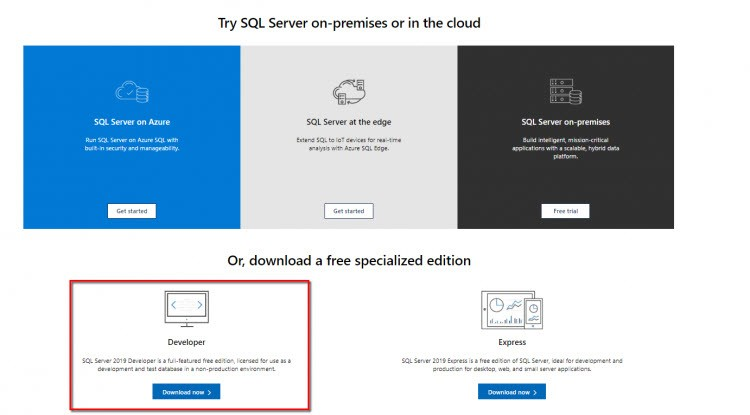 Try SQL Server on-premises or in the cloud
SQL Server on Azure
Run SQL Server on Azure SQL with
built-in security and manageability.
Get started
SQL Server at the edge
Extend SQL to IoT devices for real-time
analysis with Azure SQL Edge.
Get started
SQL Server on-premises
Build intelligent, mission-critical
applications with a scalable, hybrid data
platform.
Free trial
Or, download a free specialized edition
Developer
SQL Server 2019 Developer is a full-featured free edition, licensed for use as a
development and test database in a non-production environment.
Download now >
Express
SQL Server 2019 Express is a free edition of SQL Server, ideal for development and
production for desktop, web, and small server applications.
Download now >